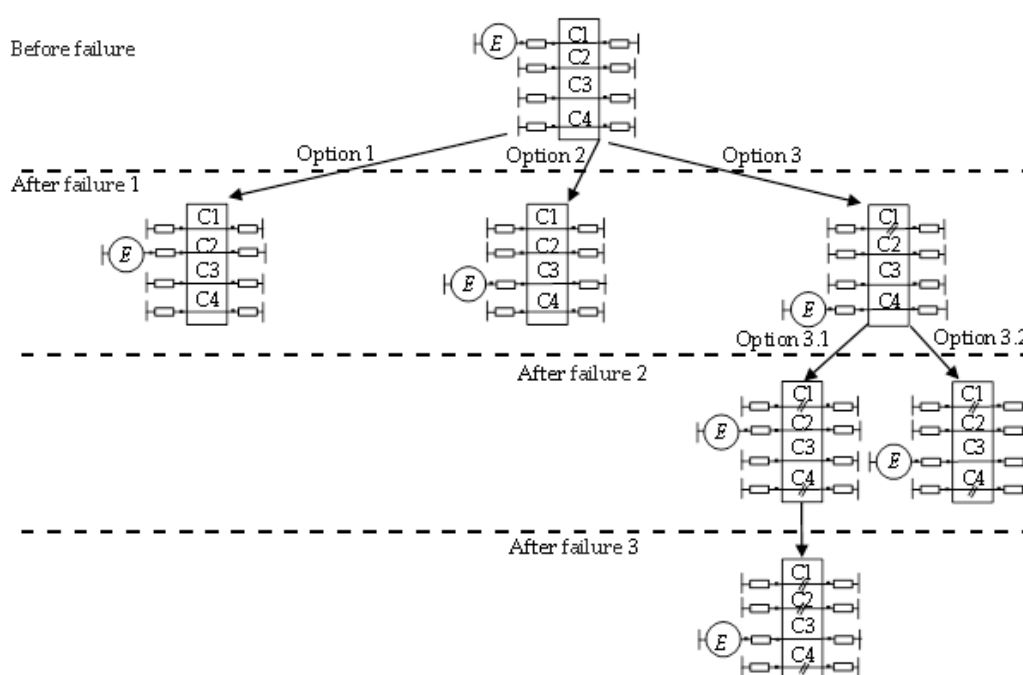 Before failure
E
C1
C2
C3
C4
Option 1
Option 2
Option 3
After failure 1
C1
C2
C3
C4
E
C1
C2
C3
C4
E
C1
C2
C3
C4
E
Option 3.1
Option 3.2
After failure 2
C1
C2
C3
C4
E
C1
C2
C3
C4
E
After failure 3
C1
C2
C3
C4
E